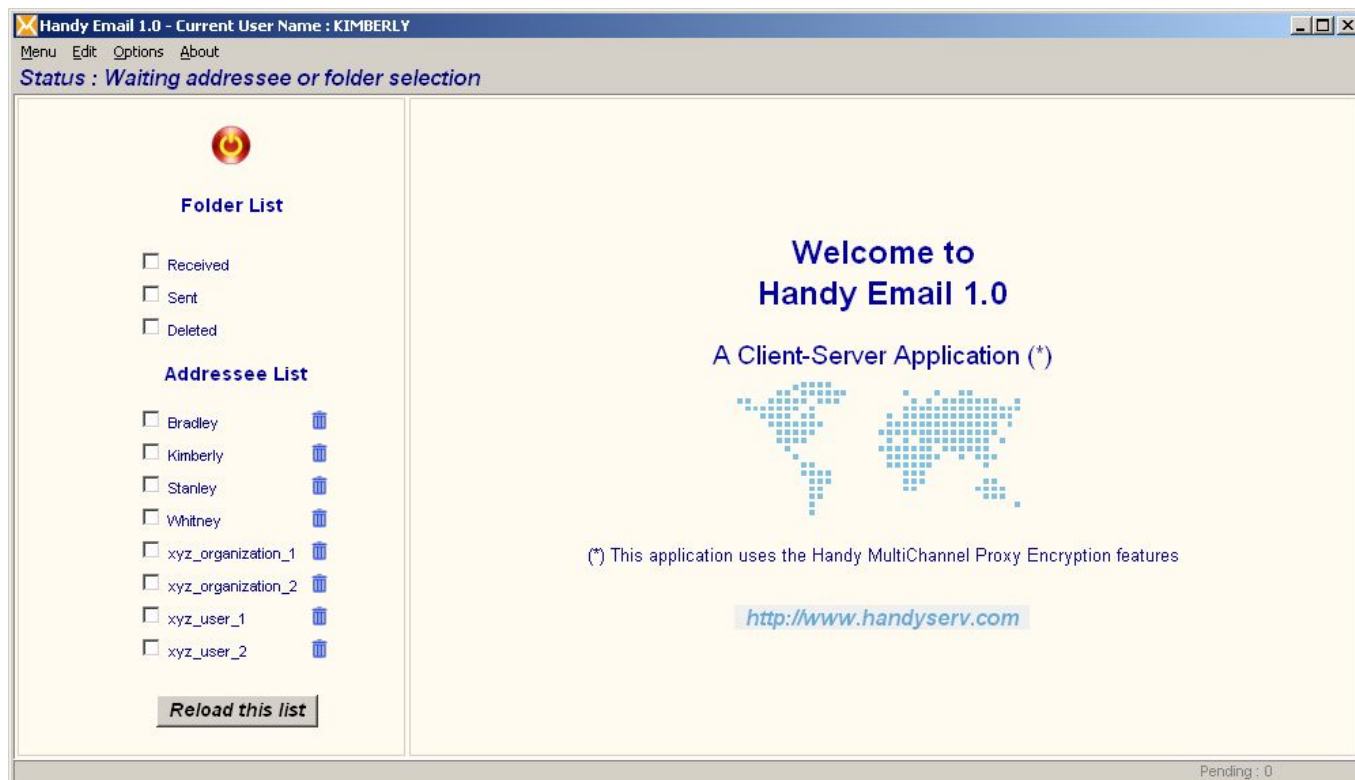 Handy Email 1.0 - Current User Name : KIMBERLY
Menu Edit Options About
Status : Waiting addressee or folder selection
Folder List
Received
Sent
Deleted
Addressee List
Bradley
Kimberly
Stanley
Whitney
xyz_organization_1
xyz_organization_2
xyz_user_1
xyz_user_2
Reload this list
Welcome to
Handy Email 1.0
A Client-Server Application (*)
(*) This application uses the Handy MultiChannel Proxy Encryption features
http://www.handyserv.com
Pending : 0